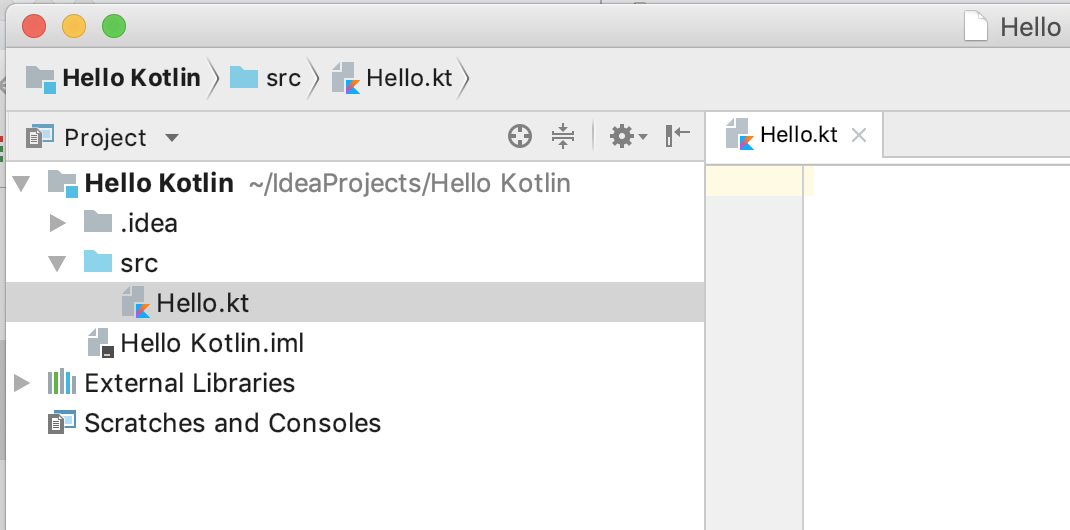 Hello
Hello Kotlin src Hello.kt
Project
Hello.kt
Hello Kotlin ~/IdeaProjects/Hello Kotlin
.idea
src
Hello.kt
Hello Kotlin.iml
External Libraries
Scratches and Consoles